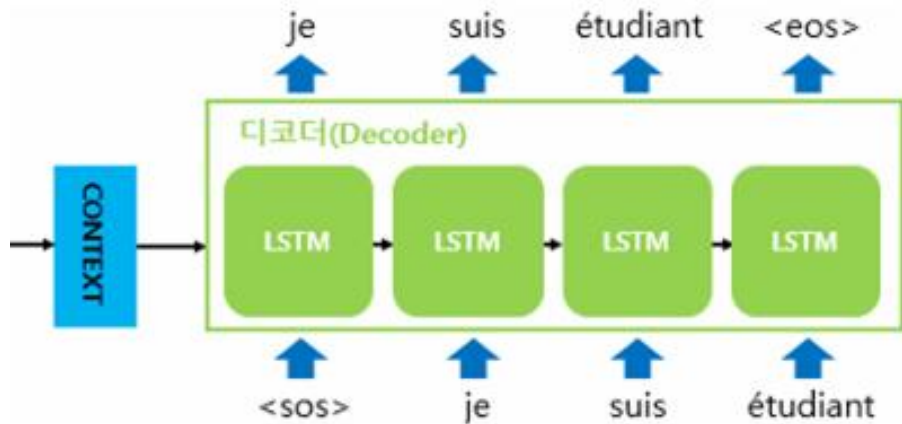 je suis étudiant <eos>
디코더(Decoder)
CONTEXT
LSTM LSTM LSTM LSTM
<sos> je suis étudiant